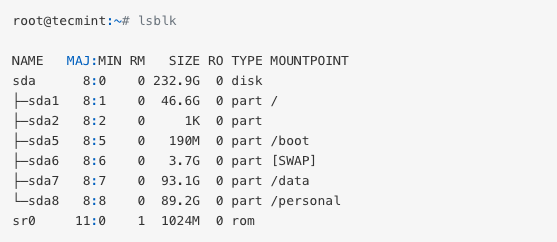 root@tecmint:~# lsblk
NAME   MAJ:MIN RM   SIZE RO TYPE MOUNTPOINT
sda      8:0    0 232.9G  0 disk
├─sda1   8:1    0  46.6G  0 part /
├─sda2   8:2    0     1K  0 part
├─sda5   8:5    0   190M  0 part /boot
├─sda6   8:6    0   3.7G  0 part [SWAP]
├─sda7   8:7    0  93.1G  0 part /data
└─sda8   8:8    0  89.2G  0 part /personal
sr0     11:0    1  1024M  0 rom